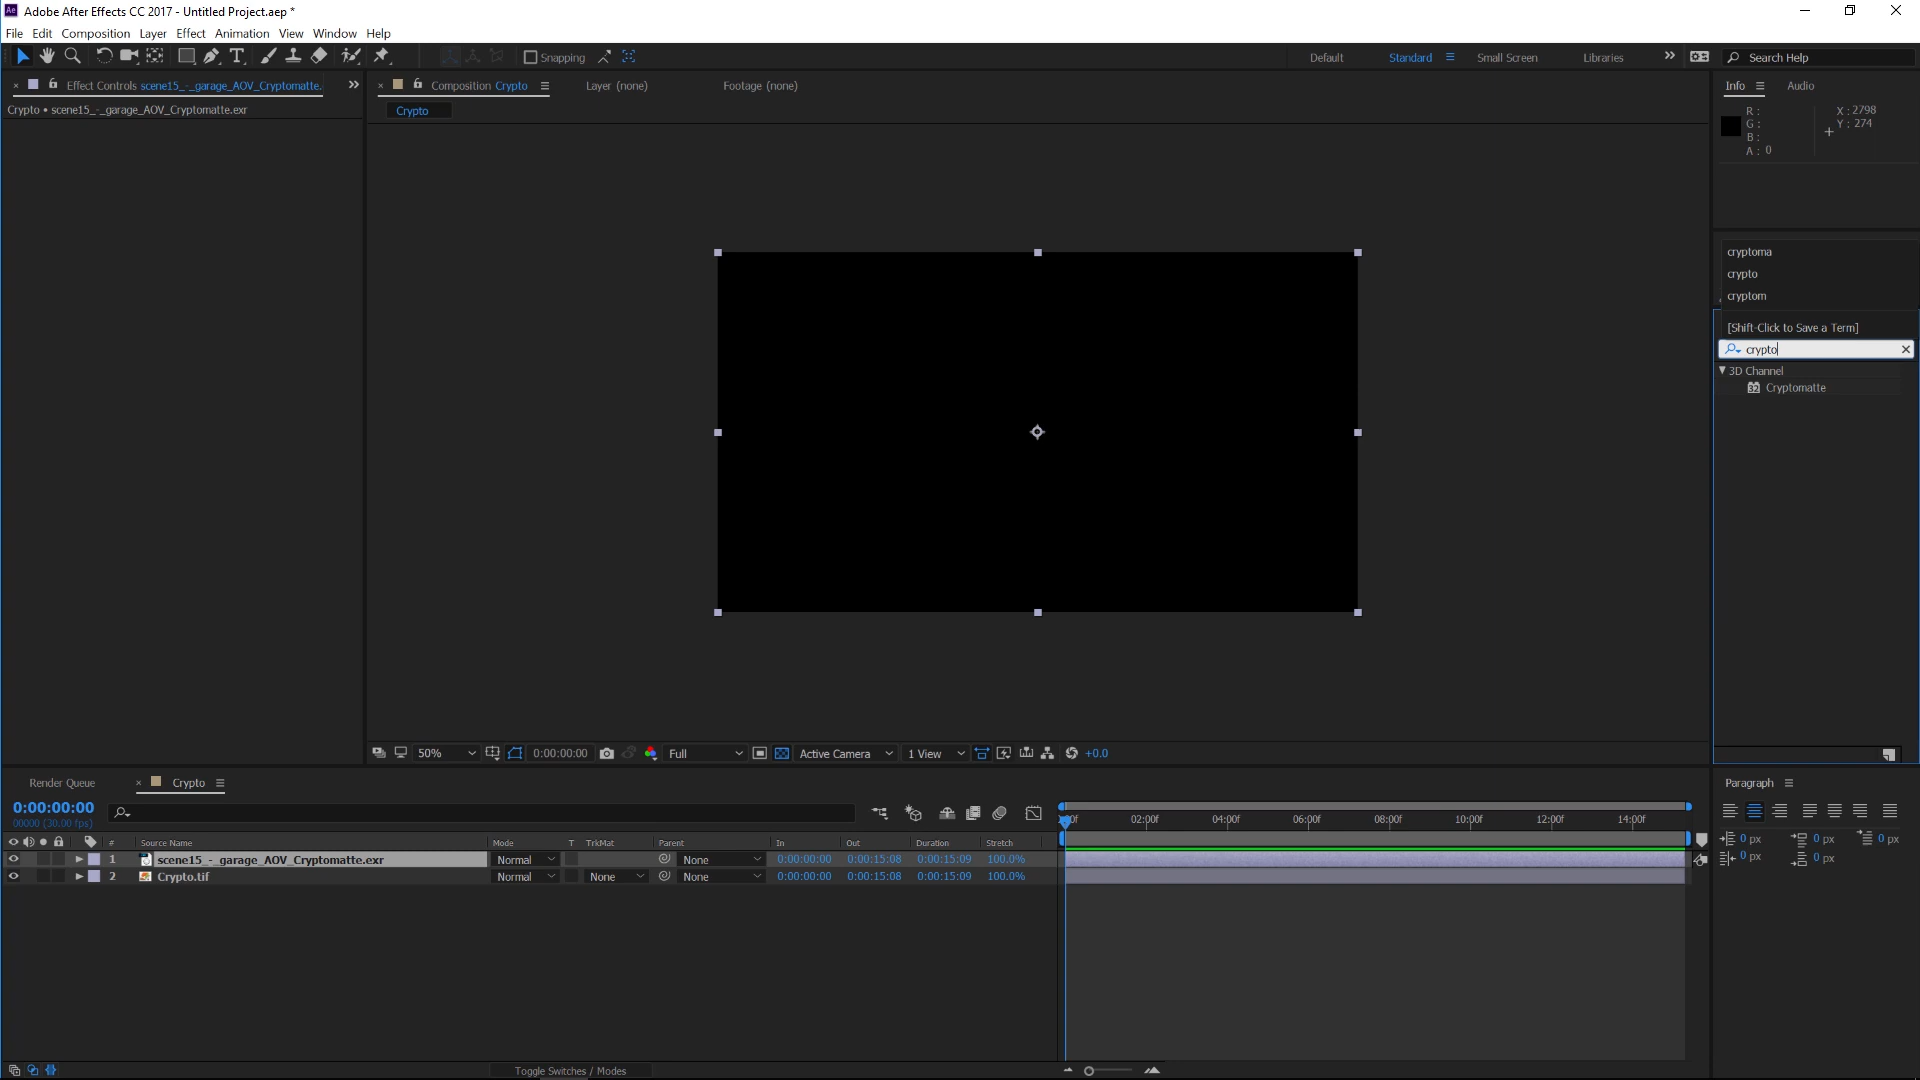 Adobe After Effects CC 2017 - Untitled Project.aep *
File Edit Composition Layer Effect Animation View Window Help
Snapping
Default Standard Small Screen Libraries Search Help
Effect Controls scene15_-_garage_AOV_Cryptomatte.
Composition Crypto Layer (none) Footage (none)
Info Audio
Crypto • scene15_-_garage_AOV_Cryptomatte.exr
Crypto
R :
G :
B :
A : 0
X : 2798
Y : 274
cryptoma
crypto
cryptom
[Shift-Click to Save a Term]
crypto
3D Channel
32 Cryptomatte
50% 0:00:00:00 Full Active Camera 1 View +0.0
Render Queue Crypto
Paragraph
0:00:00:00
00000 (30.00 fps)
02:00f 04:00f 06:00f 08:00f 10:00f 12:00f 14:00f
# Source Name Mode T TrkMat Parent In Out Duration Stretch
1 scene15_-_garage_AOV_Cryptomatte.exr Normal None 0:00:00:00 0:00:15:08 0:00:15:09 100.0%
2 Crypto.tif Normal None None 0:00:00:00 0:00:15:08 0:00:15:09 100.0%
0 px 0 px 0 px
0 px 0 px
Toggle Switches / Modes